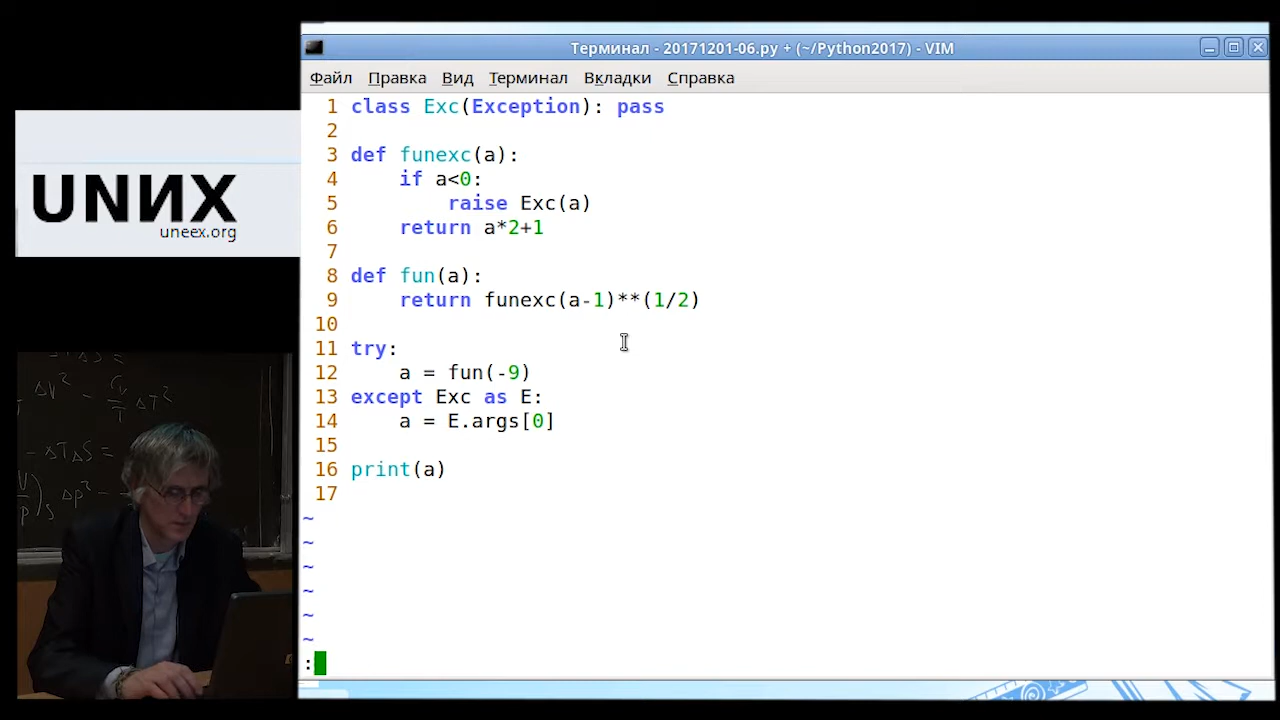 Терминал - 20171201-06.py + (~/Python2017) - VIM
Файл Правка Вид Терминал Вкладки Справка
UNИX
uneex.org
1 class Exc(Exception): pass
2
3 def funexc(a):
4     if a<0:
5         raise Exc(a)
6     return a*2+1
7
8 def fun(a):
9     return funexc(a-1)**(1/2)
10
11 try:
12     a = fun(-9)
13 except Exc as E:
14     a = E.args[0]
15
16 print(a)
17
~
~
~
~
~
~
: